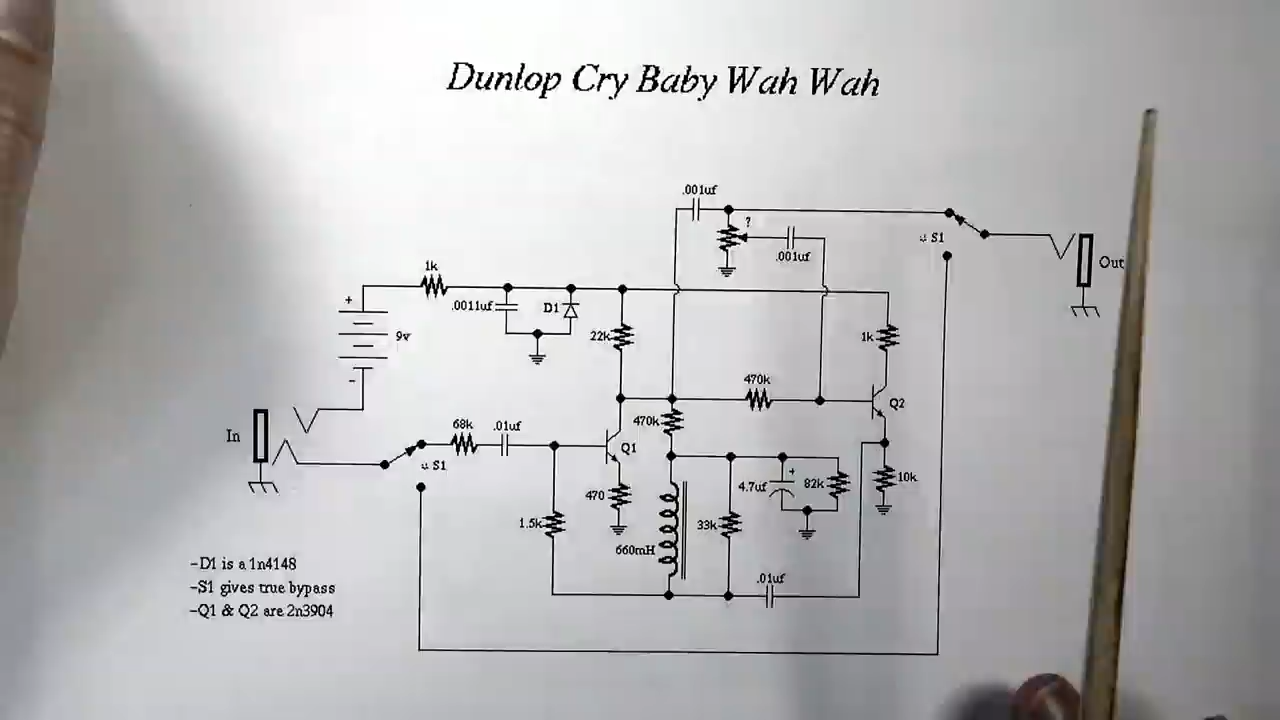 Dunlop Cry Baby Wah Wah
.001uf
?
.001uf
S1
Out
1k
.0011uf
D1
22k
1k
+
9v
-
470k
Q2
470k
In
68k
.01uf
S1
Q1
+
4.7uf
82k
10k
470
1.5k
33k
660mH
.01uf
-D1 is a 1n4148
-S1 gives true bypass
-Q1 & Q2 are 2n3904